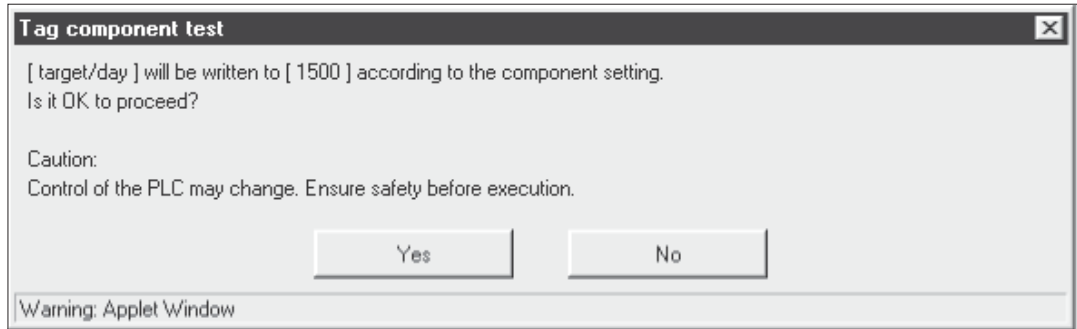 Tag component test
[ target/day ] will be written to [ 1500 ] according to the component setting.
Is it OK to proceed?
Caution:
Control of the PLC may change. Ensure safety before execution.
Yes
No
Warning: Applet Window